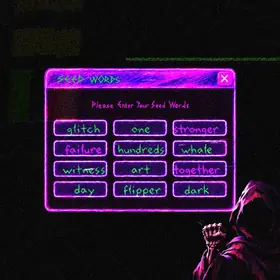 SEED WORDS
Please Enter Your Seed Words
glitch one stronger
failure hundreds whale
witness art together
day flipper dark